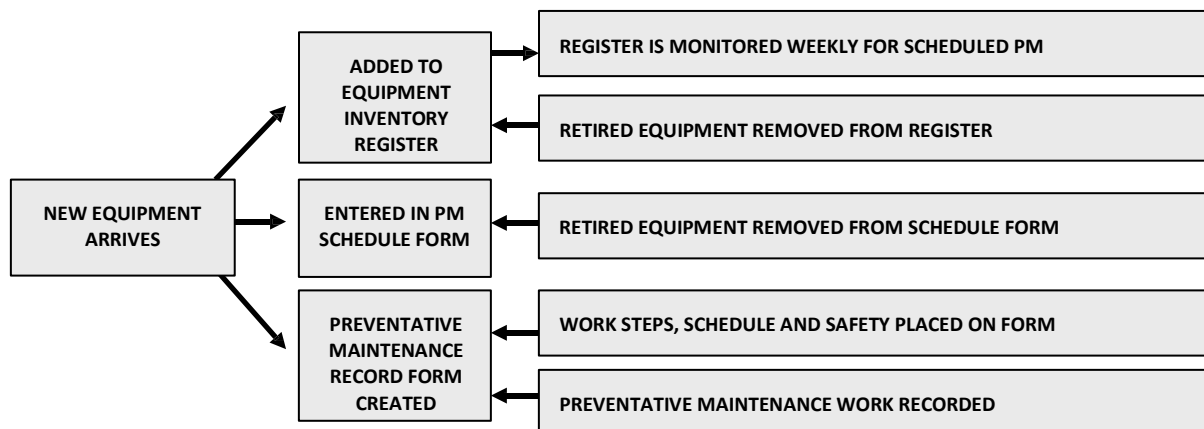 NEW EQUIPMENT
ARRIVES
ADDED TO
EQUIPMENT
INVENTORY
REGISTER
REGISTER IS MONITORED WEEKLY FOR SCHEDULED PM
RETIRED EQUIPMENT REMOVED FROM REGISTER
ENTERED IN PM
SCHEDULE FORM
RETIRED EQUIPMENT REMOVED FROM SCHEDULE FORM
PREVENTATIVE
MAINTENANCE
RECORD FORM
CREATED
WORK STEPS, SCHEDULE AND SAFETY PLACED ON FORM
PREVENTATIVE MAINTENANCE WORK RECORDED